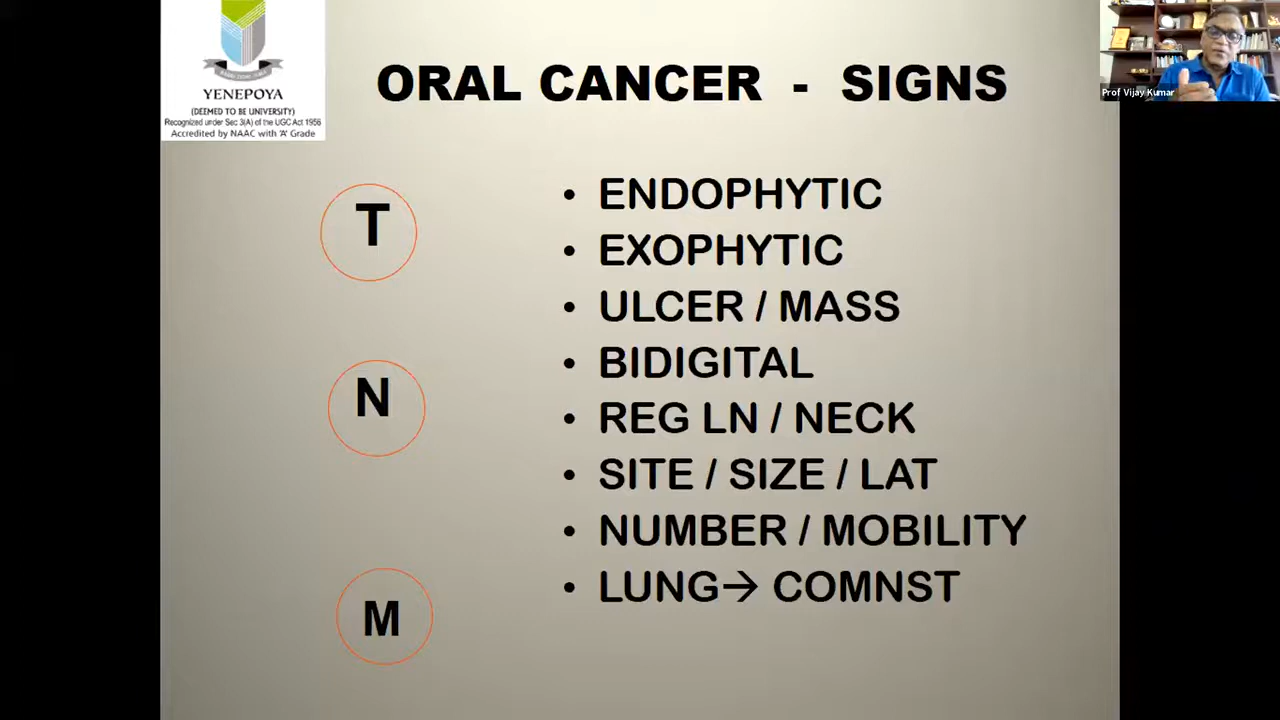 YENEPOYA
(DEEMED TO BE UNIVERSITY)
Recognized under Sec 3(A) of the UGC Act 1956
Accredited by NAAC with 'A' Grade
ORAL CANCER - SIGNS
Prof Vijay Kumar
T
N
M
• ENDOPHYTIC
• EXOPHYTIC
• ULCER / MASS
• BIDIGITAL
• REG LN / NECK
• SITE / SIZE / LAT
• NUMBER / MOBILITY
• LUNG→ COMNST